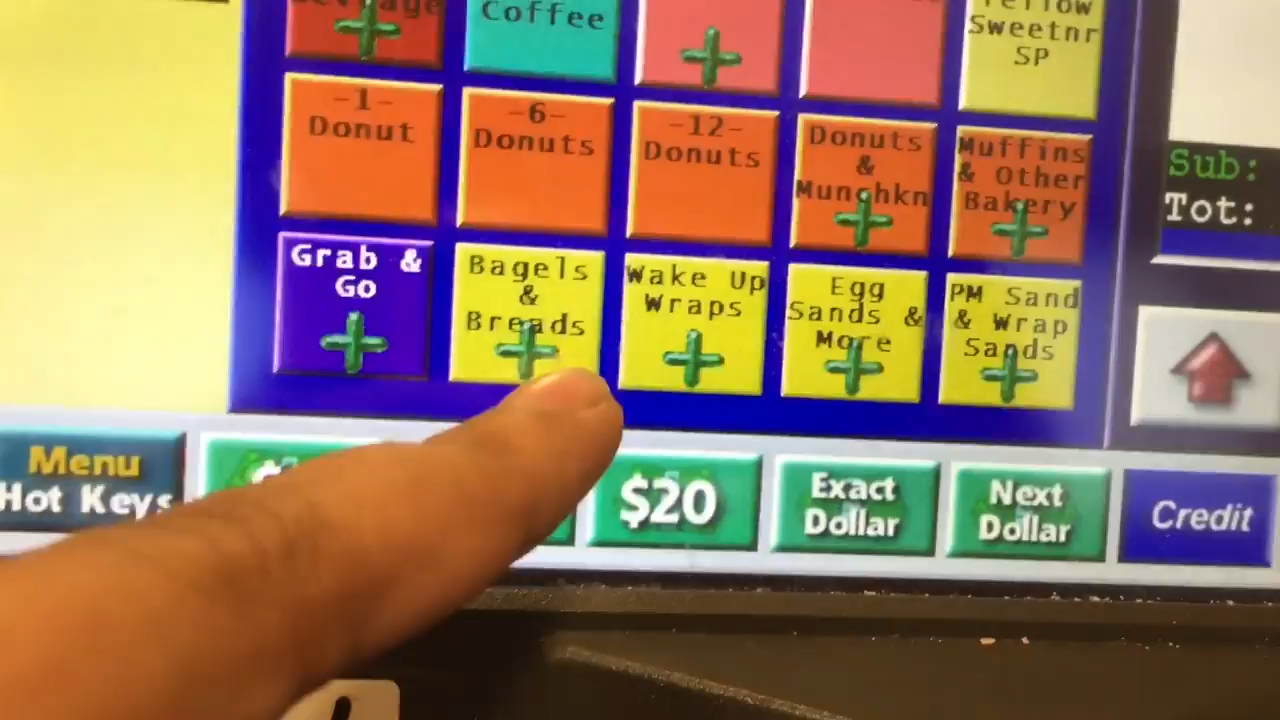 Beverage
Coffee
Yellow
Sweetnr
SP
-1-
Donut
-6-
Donuts
-12-
Donuts
Donuts
&
Munchkn
Muffins
& Other
Bakery
Sub:
Tot:
Grab &
Go
Bagels
&
Breads
Wake Up
Wraps
Egg
Sands &
More
PM Sand
& Wrap
Sands
Menu
Hot Keys
$20
Exact
Dollar
Next
Dollar
Credit